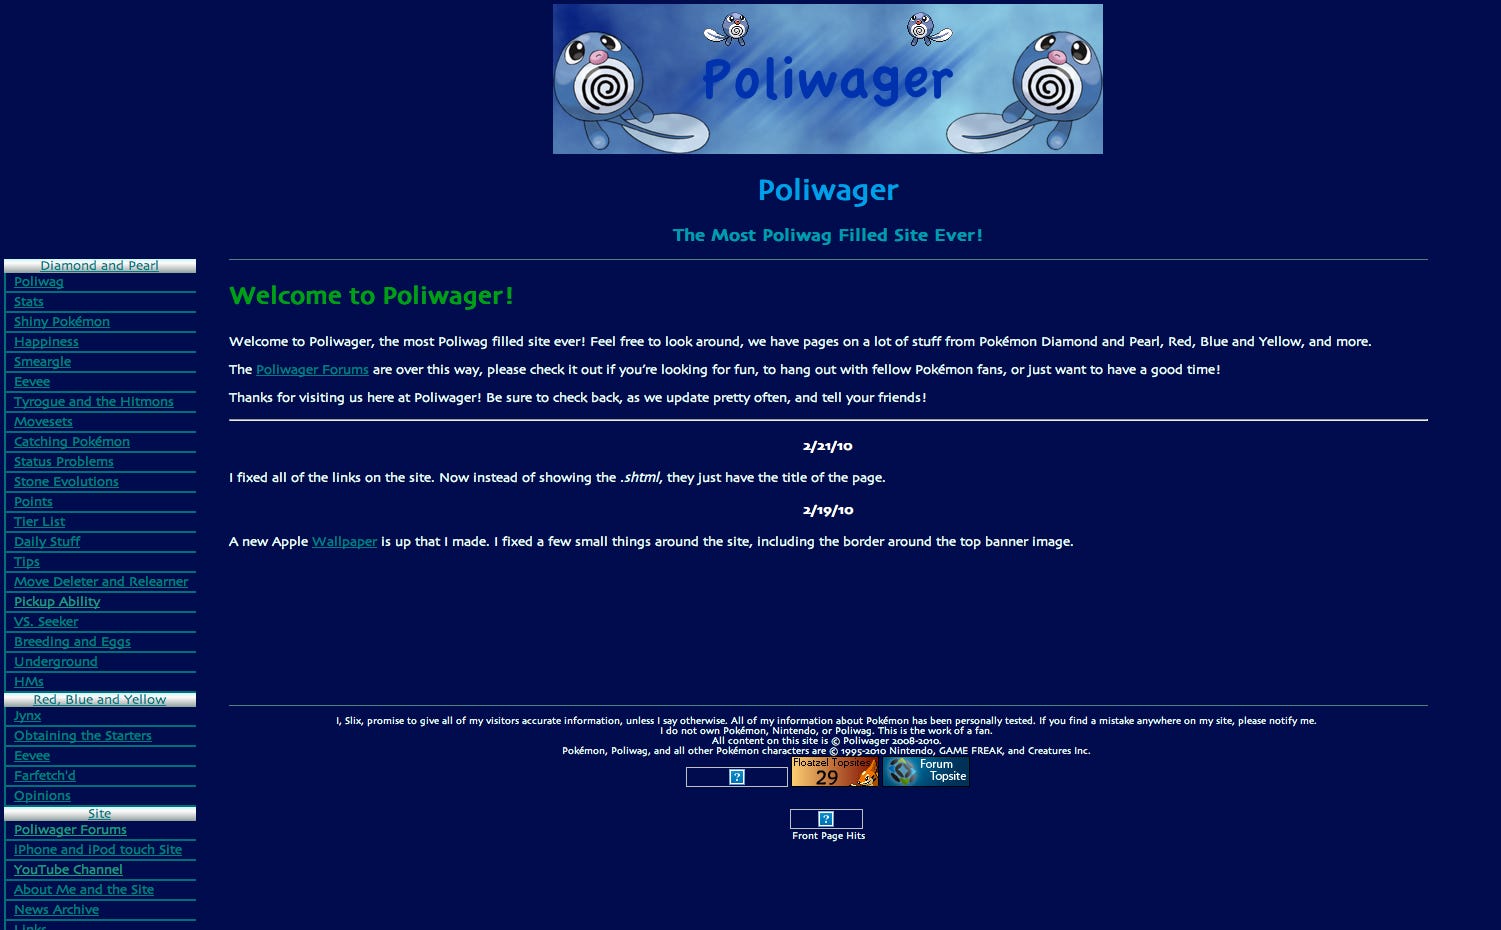 Poliwager
Poliwager
The Most Poliwag Filled Site Ever!
Diamond and Pearl
Poliwag
Stats
Shiny Pokémon
Happiness
Smeargle
Eevee
Tyrogue and the Hitmons
Movesets
Catching Pokémon
Status Problems
Stone Evolutions
Points
Tier List
Daily Stuff
Tips
Move Deleter and Relearner
Pickup Ability
VS. Seeker
Breeding and Eggs
Underground
HMs
Red, Blue and Yellow
Jynx
Obtaining the Starters
Eevee
Farfetch'd
Opinions
Site
Poliwager Forums
iPhone and iPod touch Site
YouTube Channel
About Me and the Site
News Archive
Links
Welcome to Poliwager!
Welcome to Poliwager, the most Poliwag filled site ever! Feel free to look around, we have pages on a lot of stuff from Pokémon Diamond and Pearl, Red, Blue and Yellow, and more.
The Poliwager Forums are over this way, please check it out if you're looking for fun, to hang out with fellow Pokémon fans, or just want to have a good time!
Thanks for visiting us here at Poliwager! Be sure to check back, as we update pretty often, and tell your friends!
2/21/10
I fixed all of the links on the site. Now instead of showing the .shtml, they just have the title of the page.
2/19/10
A new Apple Wallpaper is up that I made. I fixed a few small things around the site, including the border around the top banner image.
I, Slix, promise to give all of my visitors accurate information, unless I say otherwise. All of my information about Pokémon has been personally tested. If you find a mistake anywhere on my site, please notify me.
I do not own Pokémon, Nintendo, or Poliwag. This is the work of a fan.
All content on this site is © Poliwager 2008-2010.
Pokémon, Poliwag, and all other Pokémon characters are © 1995-2010 Nintendo, GAME FREAK, and Creatures Inc.
Floatzel Topsites
29
Forum
Topsite
Front Page Hits